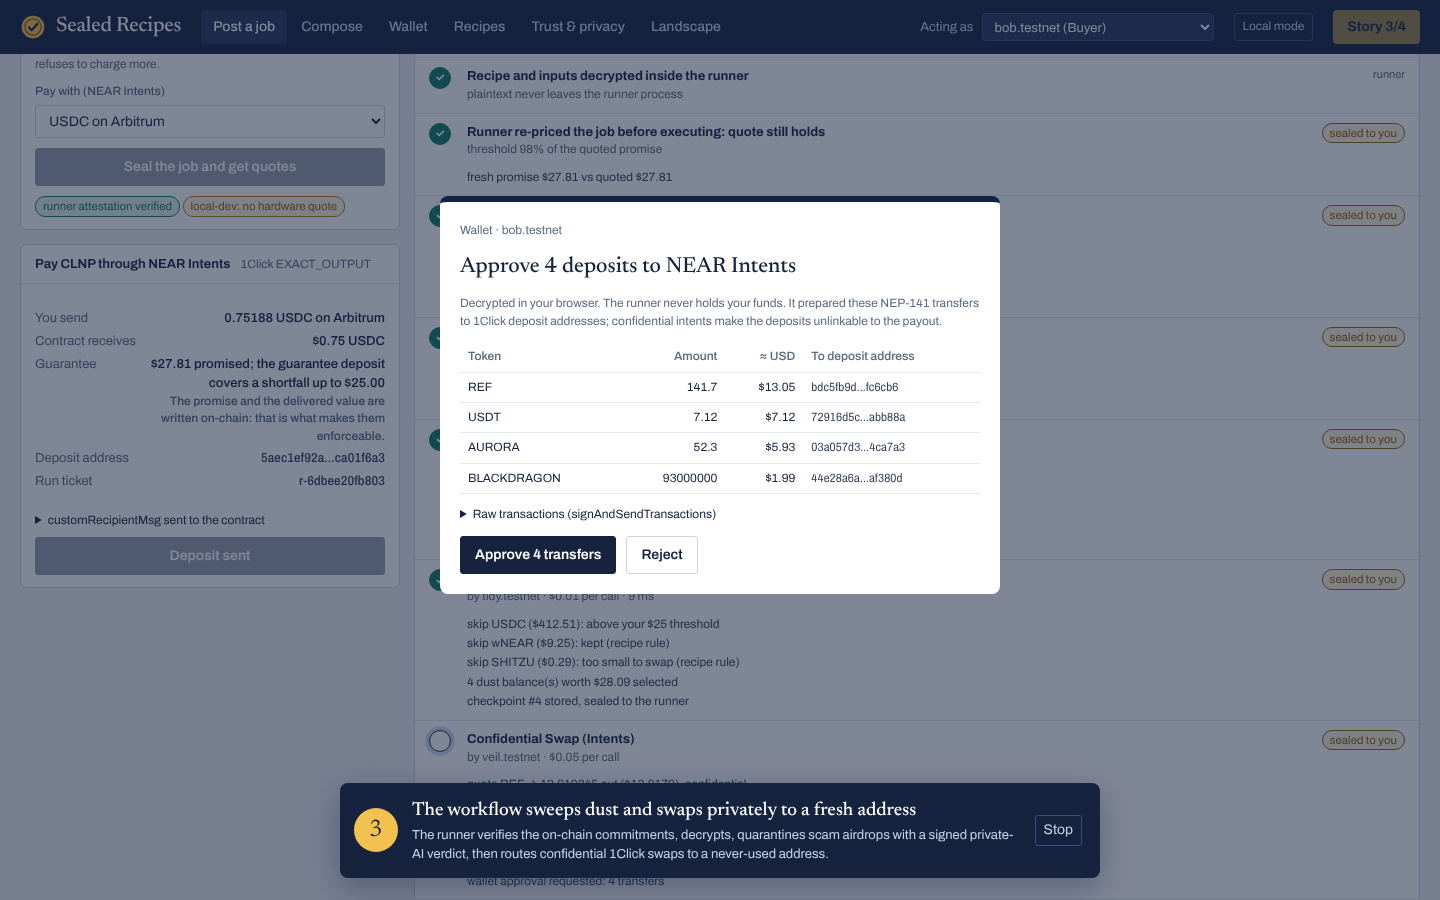 Sealed Recipes
Post a job
Compose
Wallet
Recipes
Trust & privacy
Landscape
Acting as
bob.testnet (Buyer)
Local mode
Story 3/4
refuses to charge more.
Pay with (NEAR Intents)
USDC on Arbitrum
Seal the job and get quotes
runner attestation verified
local-dev: no hardware quote
Pay CLNP through NEAR Intents 1Click EXACT_OUTPUT
You send 0.75188 USDC on Arbitrum
Contract receives $0.75 USDC
Guarantee $27.81 promised; the guarantee deposit
covers a shortfall up to $25.00
The promise and the delivered value are
written on-chain: that is what makes them
enforceable.
Deposit address 5aec1ef92a...ca01f6a3
Run ticket r-6dbee20fb803
customRecipientMsg sent to the contract
Deposit sent
Recipe and inputs decrypted inside the runner
runner
plaintext never leaves the runner process
Runner re-priced the job before executing: quote still holds
sealed to you
threshold 98% of the quoted promise
fresh promise $27.81 vs quoted $27.81
sealed to you
sealed to you
sealed to you
sealed to you
Wallet · bob.testnet
Approve 4 deposits to NEAR Intents
Decrypted in your browser. The runner never holds your funds. It prepared these NEP-141 transfers
to 1Click deposit addresses; confidential intents make the deposits unlinkable to the payout.
Token Amount ≈ USD To deposit address
REF 141.7 $13.05 bdc5fb9d...fc6cb6
USDT 7.12 $7.12 72916d5c...abb88a
AURORA 52.3 $5.93 03a057d3...4ca7a3
BLACKDRAGON 93000000 $1.99 44e28a6a...af380d
Raw transactions (signAndSendTransactions)
Approve 4 transfers
Reject
by tidy.testnet · $0.01 per call · 9 ms
skip USDC ($412.51): above your $25 threshold
skip wNEAR ($9.25): kept (recipe rule)
skip SHITZU ($0.29): too small to swap (recipe rule)
4 dust balance(s) worth $28.09 selected
checkpoint #4 stored, sealed to the runner
Confidential Swap (Intents)
sealed to you
by veil.testnet · $0.05 per call
3
The workflow sweeps dust and swaps privately to a fresh address
The runner verifies the on-chain commitments, decrypts, quarantines scam airdrops with a signed private-
AI verdict, then routes confidential 1Click swaps to a never-used address.
Stop
wallet approval requested: 4 transfers